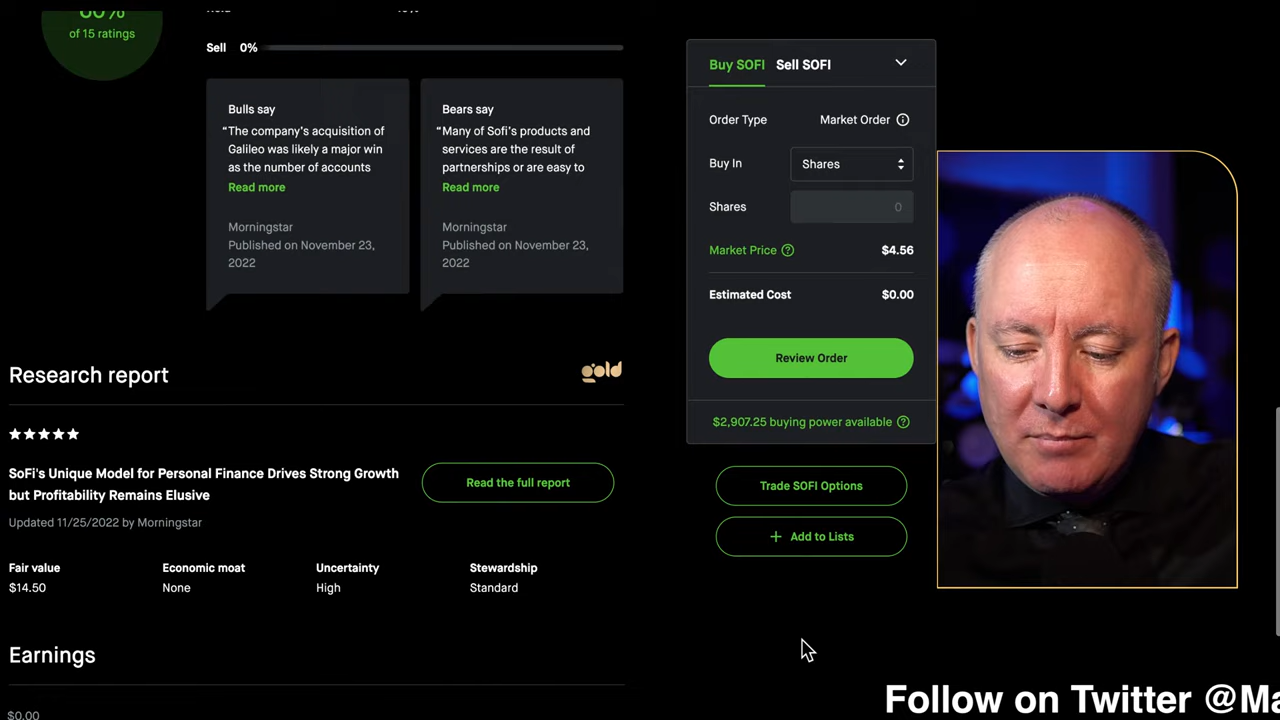 60%
of 15 ratings
Sell 0%
Bulls say
“The company's acquisition of
Galileo was likely a major win
as the number of accounts
Read more
Morningstar
Published on November 23,
2022
Bears say
“Many of Sofi's products and
services are the result of
partnerships or are easy to
Read more
Morningstar
Published on November 23,
2022
Research report
gold
SoFi's Unique Model for Personal Finance Drives Strong Growth
but Profitability Remains Elusive
Read the full report
Updated 11/25/2022 by Morningstar
Fair value
$14.50
Economic moat
None
Uncertainty
High
Stewardship
Standard
Earnings
$0.00
Buy SOFI Sell SOFI
Order Type Market Order
Buy In Shares
Shares 0
Market Price $4.56
Estimated Cost $0.00
Review Order
$2,907.25 buying power available
Trade SOFI Options
+ Add to Lists
Follow on Twitter @Ma